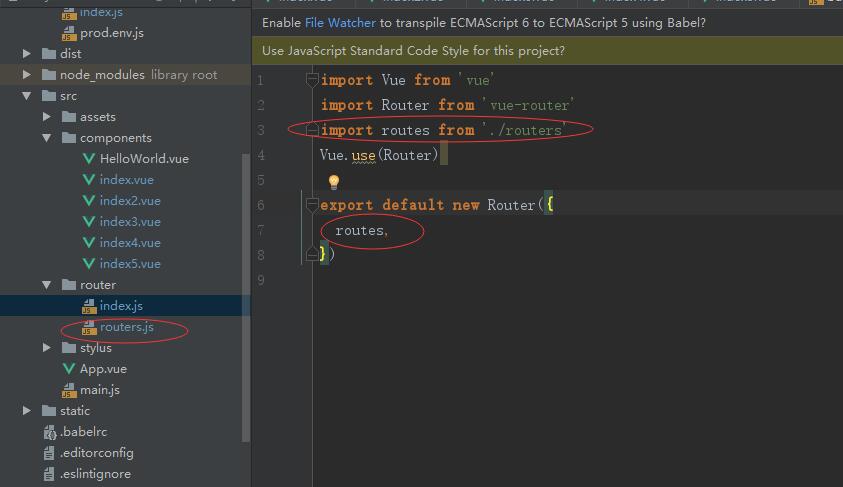 index.js
prod.env.js
dist
node_modules library root
src
assets
components
HelloWorld.vue
index.vue
index2.vue
index3.vue
index4.vue
index5.vue
router
index.js
routers.js
stylus
App.vue
main.js
static
.babelrc
.editorconfig
.eslintignore
Enable File Watcher to transpile ECMAScript 6 to ECMAScript 5 using Babel?
Use JavaScript Standard Code Style for this project?
1 import Vue from 'vue'
2 import Router from 'vue-router'
3 import routes from './routers'
4 Vue.use(Router)
5
6 export default new Router({
7 routes,
8 })
9